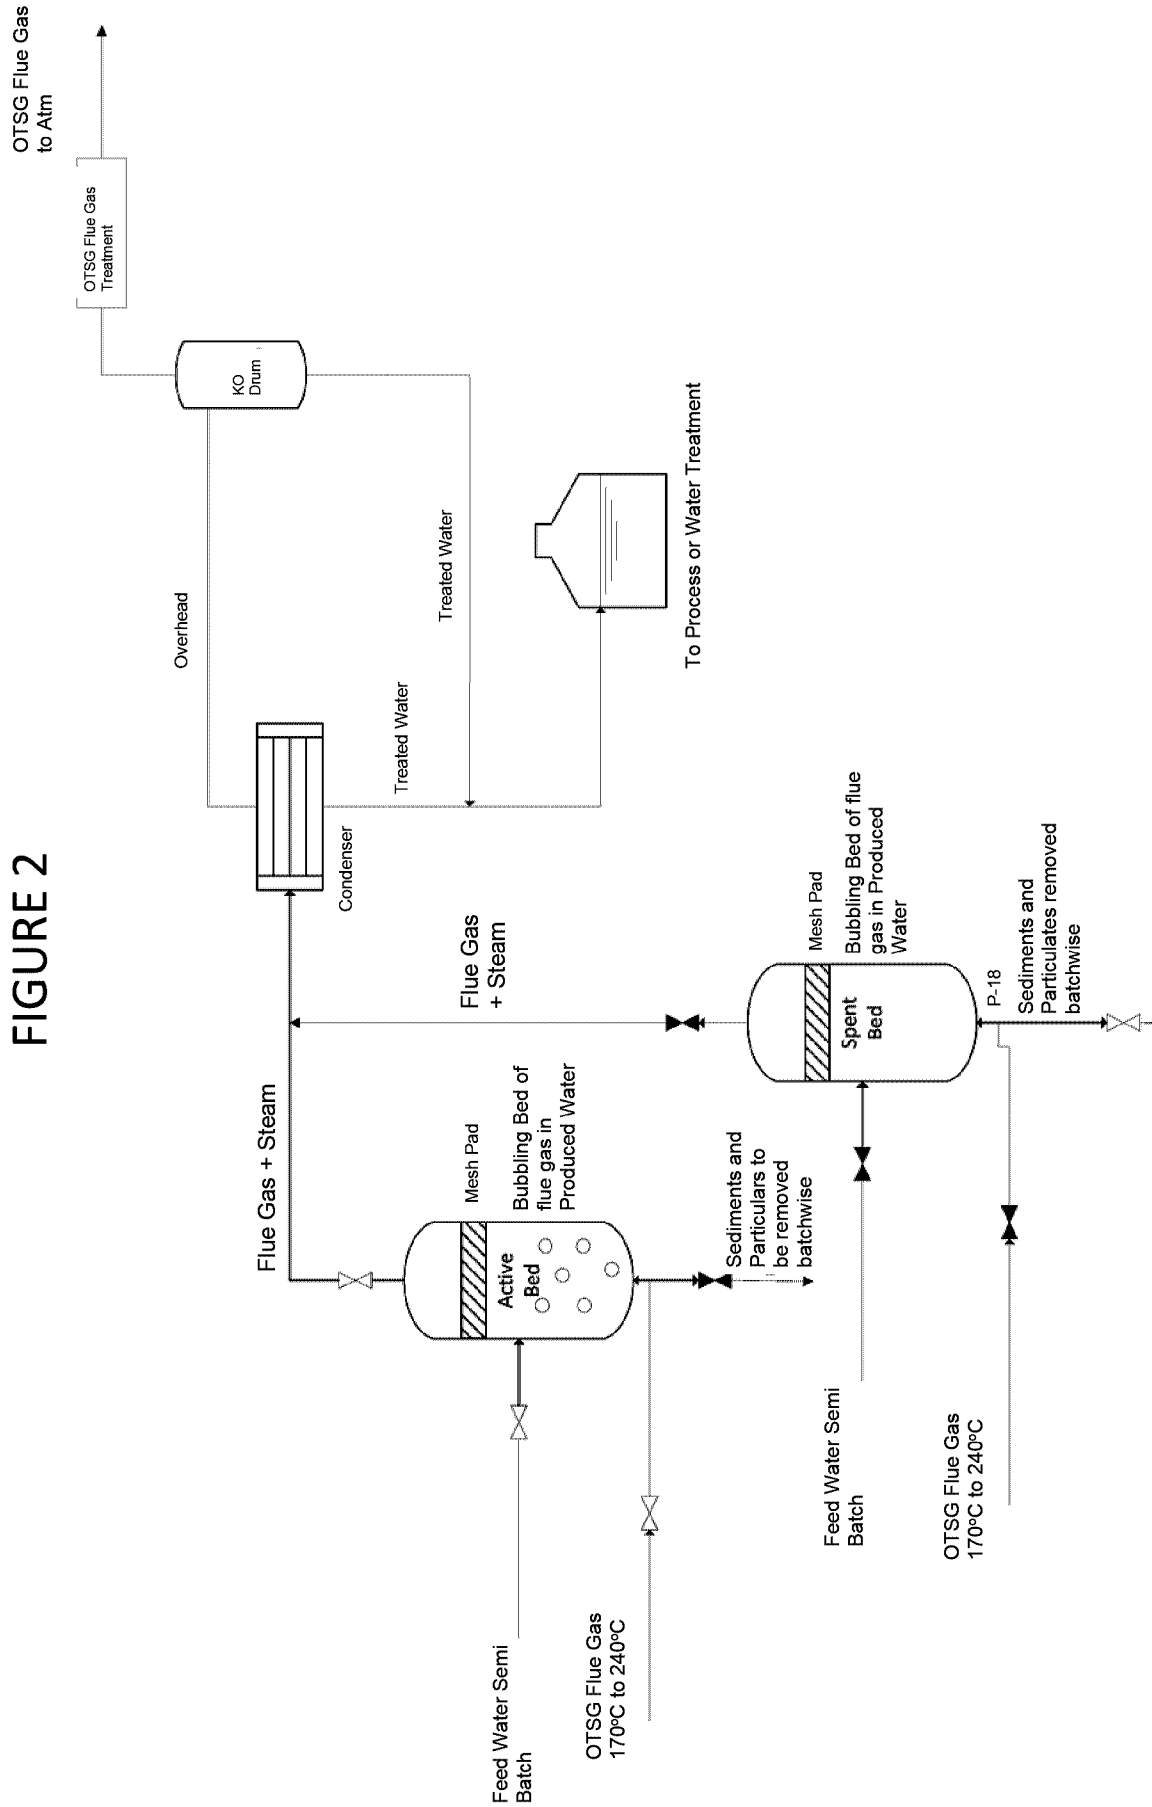 FIGURE 2
OTSG Flue Gas
to Atm
OTSG Flue Gas
Treatment
KO
Drum
Overhead
Condenser
Treated Water
Treated Water
To Process or Water Treatment
Flue Gas + Steam
Flue Gas
+ Steam
Mesh Pad
Active
Bed
Bubbling Bed of
flue gas in
Produced Water
Sediments and
Particulars to
be removed
batchwise
Feed Water Semi
Batch
OTSG Flue Gas
170ºC to 240ºC
Mesh Pad
Spent
Bed
Bubbling Bed of flue
gas in Produced
Water
P-18
Sediments and
Particulates removed
batchwise
Feed Water Semi
Batch
OTSG Flue Gas
170ºC to 240ºC